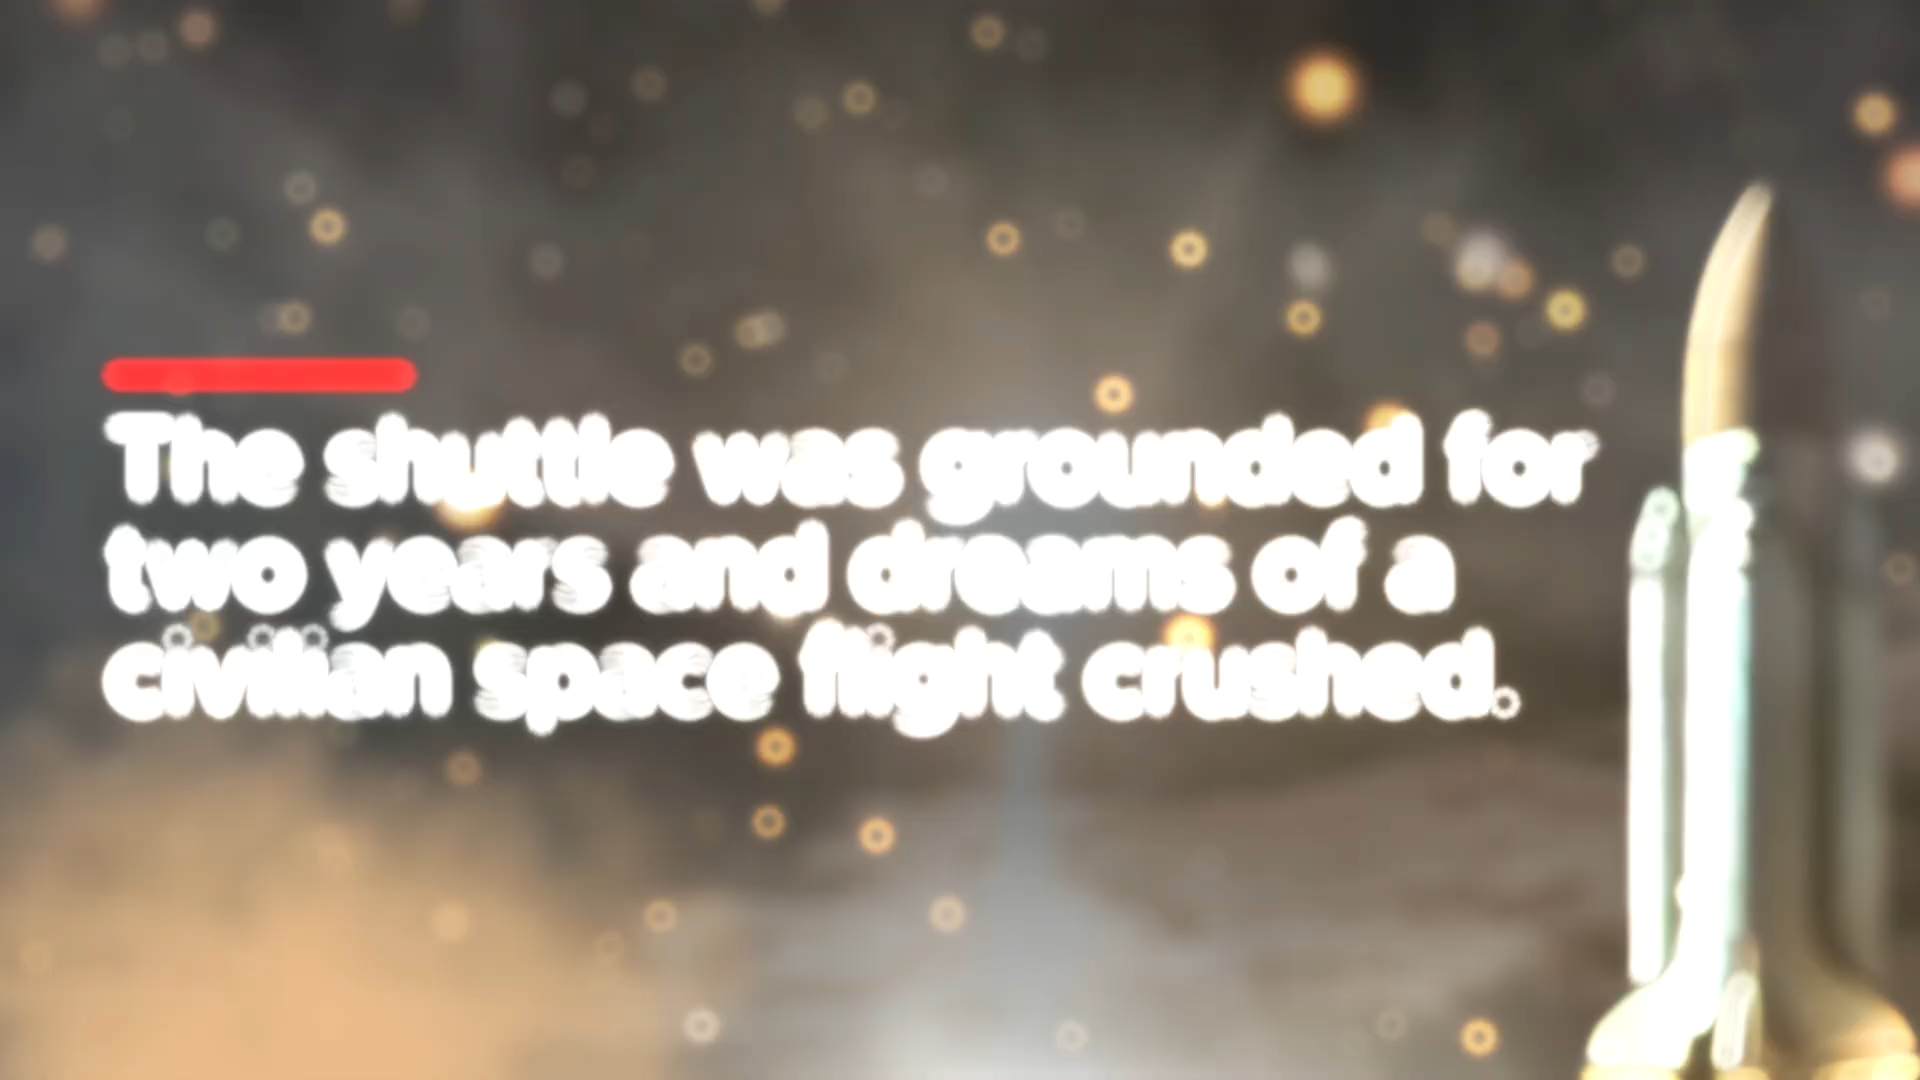 The shuttle was grounded for
two years and dreams of a
civilian space flight crushed.